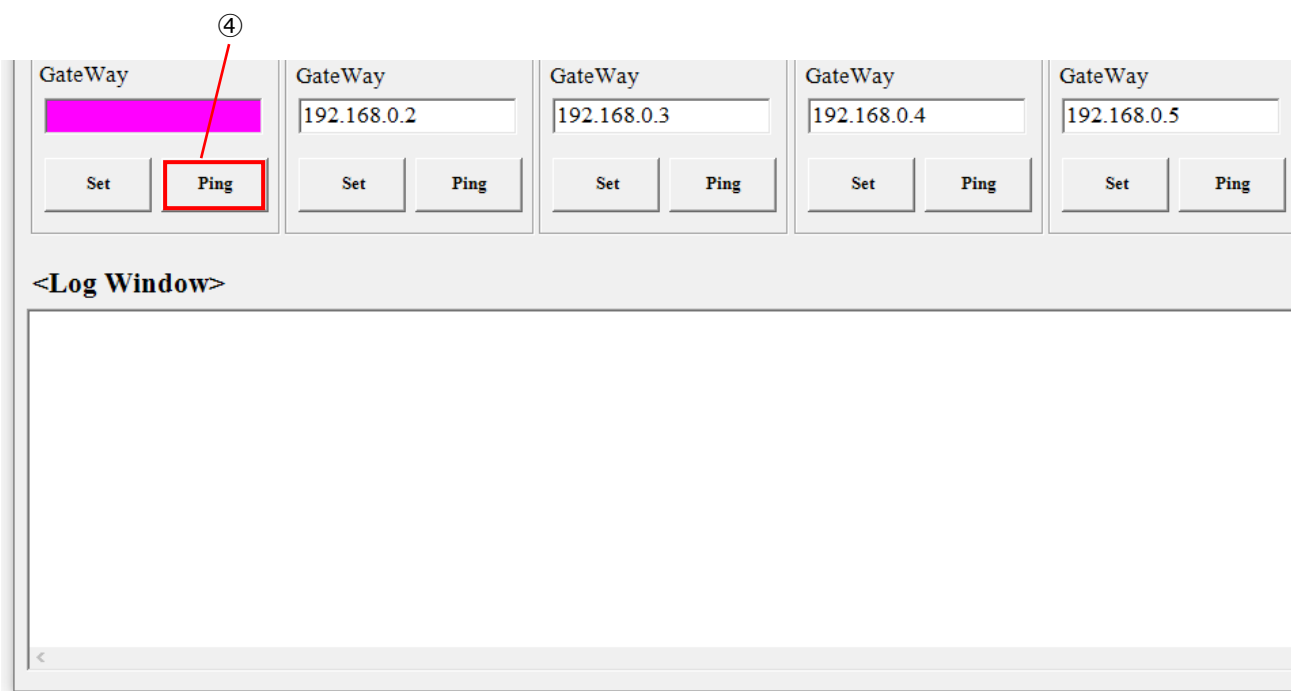 ④
GateWay GateWay GateWay GateWay GateWay
192.168.0.2 192.168.0.3 192.168.0.4 192.168.0.5
Set Ping Set Ping Set Ping Set Ping Set Ping
<Log Window>